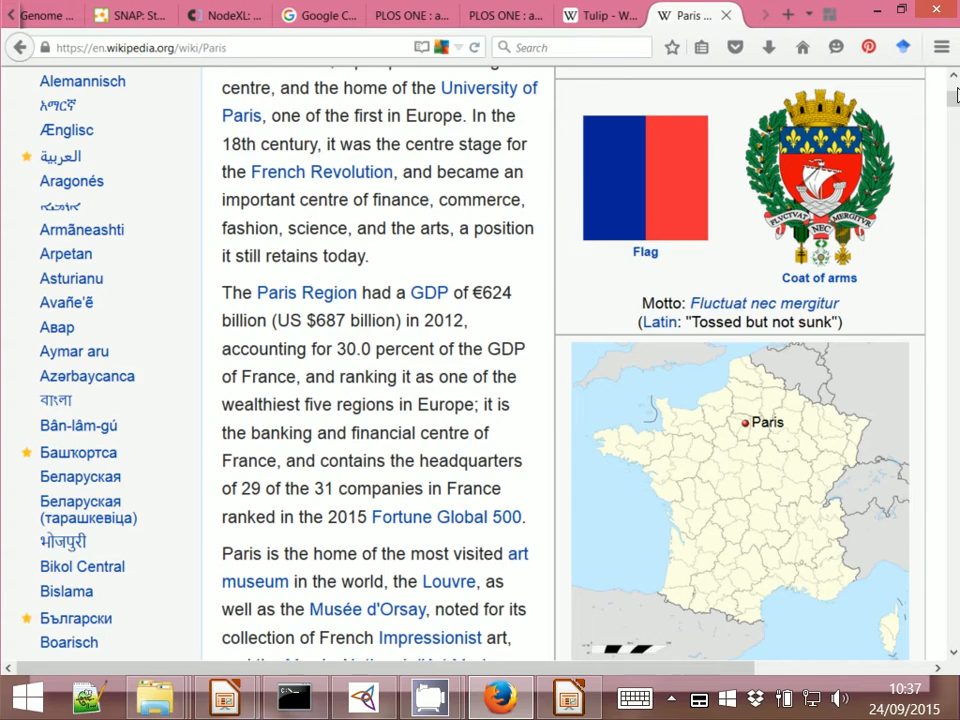 Genome ...
SNAP: St...
NodeXL: ...
Google C...
PLOS ONE : a...
PLOS ONE : a...
Tulip - W...
Paris ...
https://en.wikipedia.org/wiki/Paris
Search
Alemannisch
አማርኛ
Ænglisc
العربية
Aragonés
Armãneashti
Arpetan
Asturianu
Avañe'ẽ
Авар
Aymar aru
Azərbaycanca
বাংলা
Bân-lâm-gú
Башҡортса
Беларуская
Беларуская
(тарашкевіца)
भोजपुरी
Bikol Central
Bislama
Български
Boarisch
centre, and the home of the University of
Paris, one of the first in Europe. In the
18th century, it was the centre stage for
the French Revolution, and became an
important centre of finance, commerce,
fashion, science, and the arts, a position
it still retains today.
The Paris Region had a GDP of €624
billion (US $687 billion) in 2012,
accounting for 30.0 percent of the GDP
of France, and ranking it as one of the
wealthiest five regions in Europe; it is
the banking and financial centre of
France, and contains the headquarters
of 29 of the 31 companies in France
ranked in the 2015 Fortune Global 500.
Paris is the home of the most visited art
museum in the world, the Louvre, as
well as the Musée d'Orsay, noted for its
collection of French Impressionist art,
FLVCTVAT NEC MERGITVR
Flag
Coat of arms
Motto: Fluctuat nec mergitur
(Latin: "Tossed but not sunk")
Paris
10:37
24/09/2015